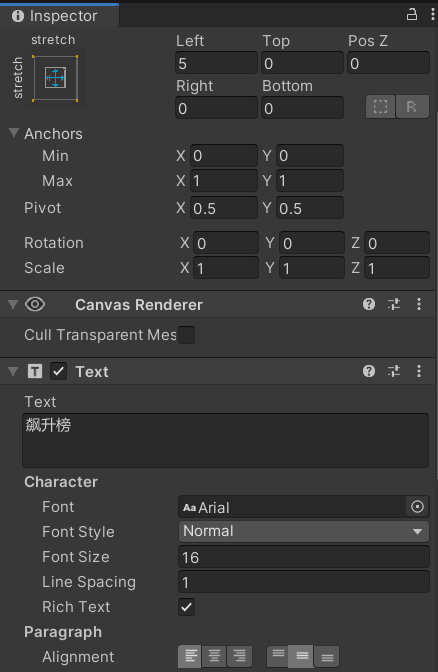 Inspector
stretch
stretch
Left Top Pos Z
5 0 0
Right Bottom
0 0 R
Anchors
Min X 0 Y 0
Max X 1 Y 1
Pivot X 0.5 Y 0.5
Rotation X 0 Y 0 Z 0
Scale X 1 Y 1 Z 1
Canvas Renderer
Cull Transparent Mes
T Text
Text
飙升榜
Character
Font Aa Arial
Font Style Normal
Font Size 16
Line Spacing 1
Rich Text
Paragraph
Alignment